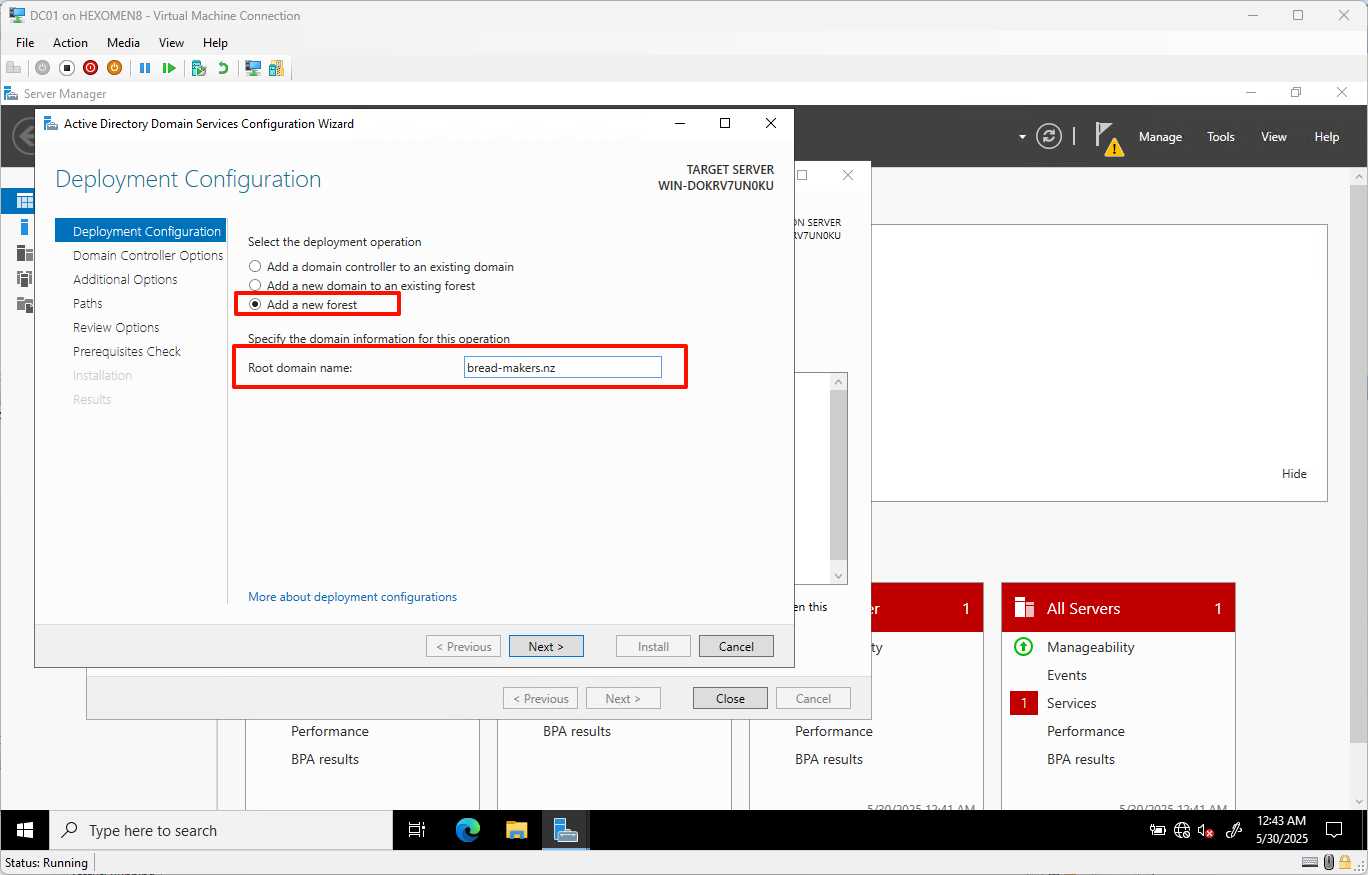 DC01 on HEXOMEN8 - Virtual Machine Connection
File Action Media View Help
Server Manager
Manage Tools View Help
Active Directory Domain Services Configuration Wizard
Deployment Configuration
TARGET SERVER
WIN-DOKRV7UN0KU
Deployment Configuration
Domain Controller Options
Additional Options
Paths
Review Options
Prerequisites Check
Installation
Results
Select the deployment operation
Add a domain controller to an existing domain
Add a new domain to an existing forest
Add a new forest
Specify the domain information for this operation
Root domain name: bread-makers.nz
More about deployment configurations
< Previous Next > Install Cancel
ON SERVER
RV7UN0KU
en this
< Previous Next > Close Cancel
Hide
er 1
ty
All Servers 1
Manageability
Events
1 Services
Performance
BPA results
Performance
BPA results
BPA results
Performance
BPA results
5/30/2025 12:41 AM
5/30/2025 12:41 AM
Type here to search
12:43 AM
5/30/2025
Status: Running